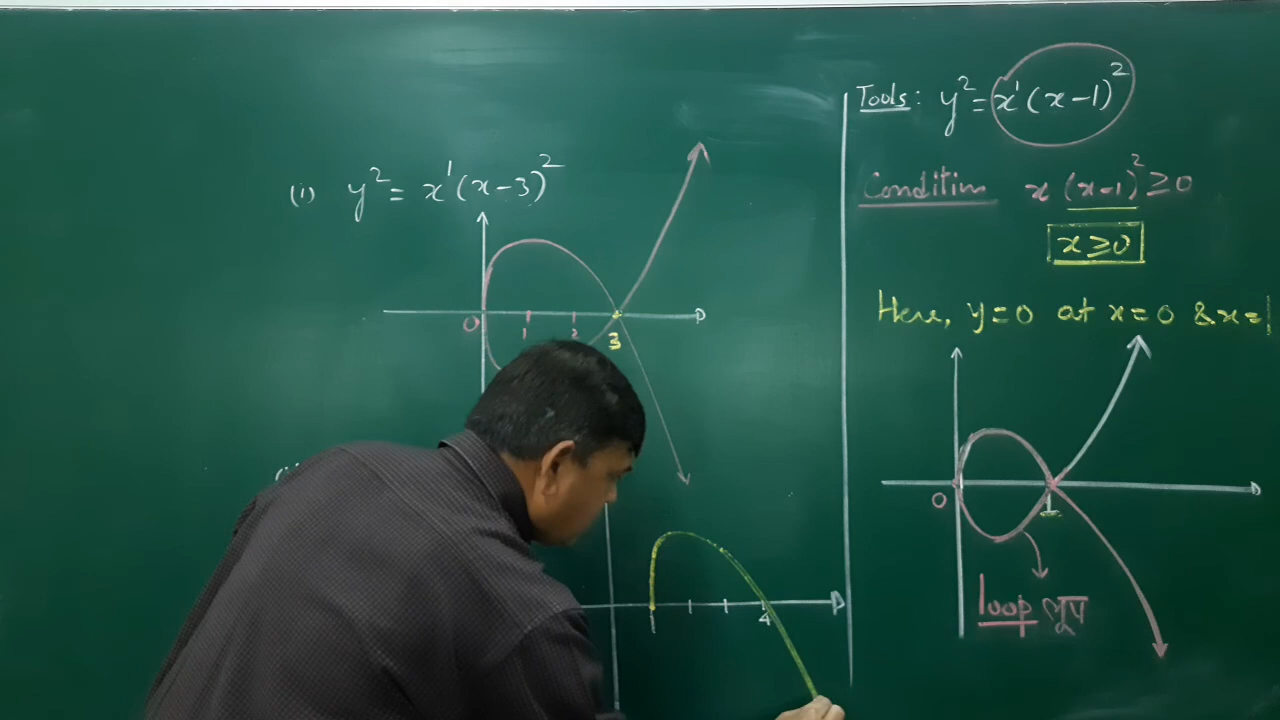 (i) y² = x¹(x-3)²
0 1 2 3
4
Tools: y² = x¹(x-1)²
Condition x (x-1)² ≥ 0
x ≥ 0
Here, y=0 at x=0 & x=1
0 1
loop लूप